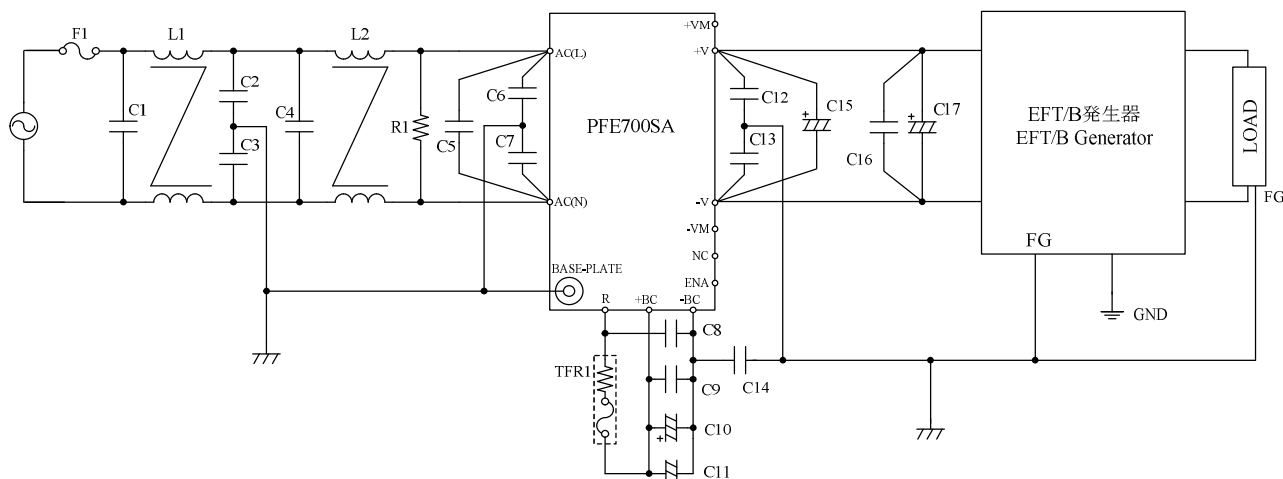 F1
L1
L2
C1
C2
C3
C4
R1
C5
C6
C7
AC(L)
AC(N)
PFE700SA
BASE-PLATE
R
+BC
-BC
+VM
+V
-V
-VM
NC
ENA
C8
C9
C10
C11
TFR1
C14
C12
C13
C15
C16
C17
EFT/B発生器
EFT/B Generator
FG
GND
LOAD
FG
+
+
+